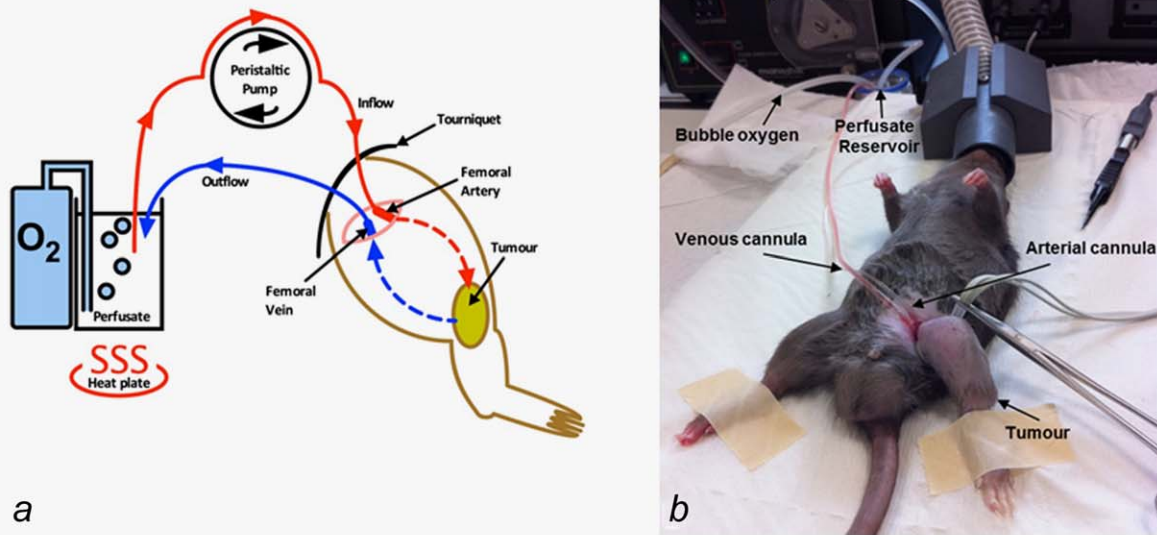 Peristaltic
Pump
Inflow
Tourniquet
Outflow
Femoral
Artery
O2
Tumour
Femoral
Vein
Perfusate
SSS
Heat plate
a
Bubble oxygen
Perfusate
Reservoir
Venous cannula
Arterial cannula
Tumour
b